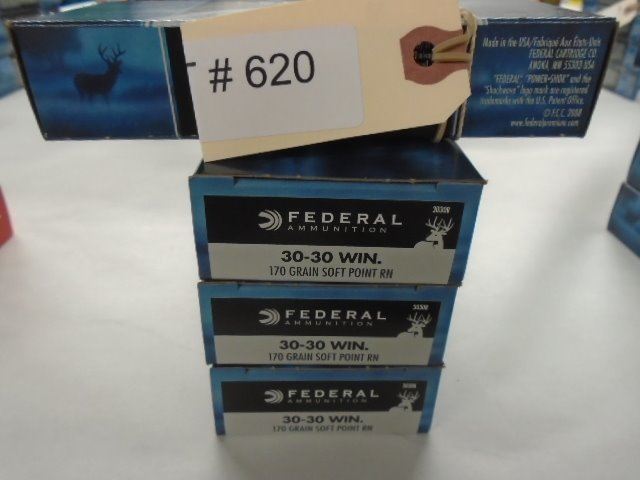 # 620
Made in the USA/Fabriqué Aux États-Unis
FEDERAL CARTRIDGE CO.
ANOKA, MN 55303 USA
"FEDERAL," "POWER•SHOK" and the
"Shockwave" logo mark are registered
trademarks with the U.S. Patent Office.
© F.C.C. 2008
www.federalpremium.com
3030B
FEDERAL
AMMUNITION
30-30 WIN.
170 GRAIN SOFT POINT RN
3030B
FEDERAL
AMMUNITION
30-30 WIN.
170 GRAIN SOFT POINT RN
3030B
FEDERAL
AMMUNITION
30-30 WIN.
170 GRAIN SOFT POINT RN